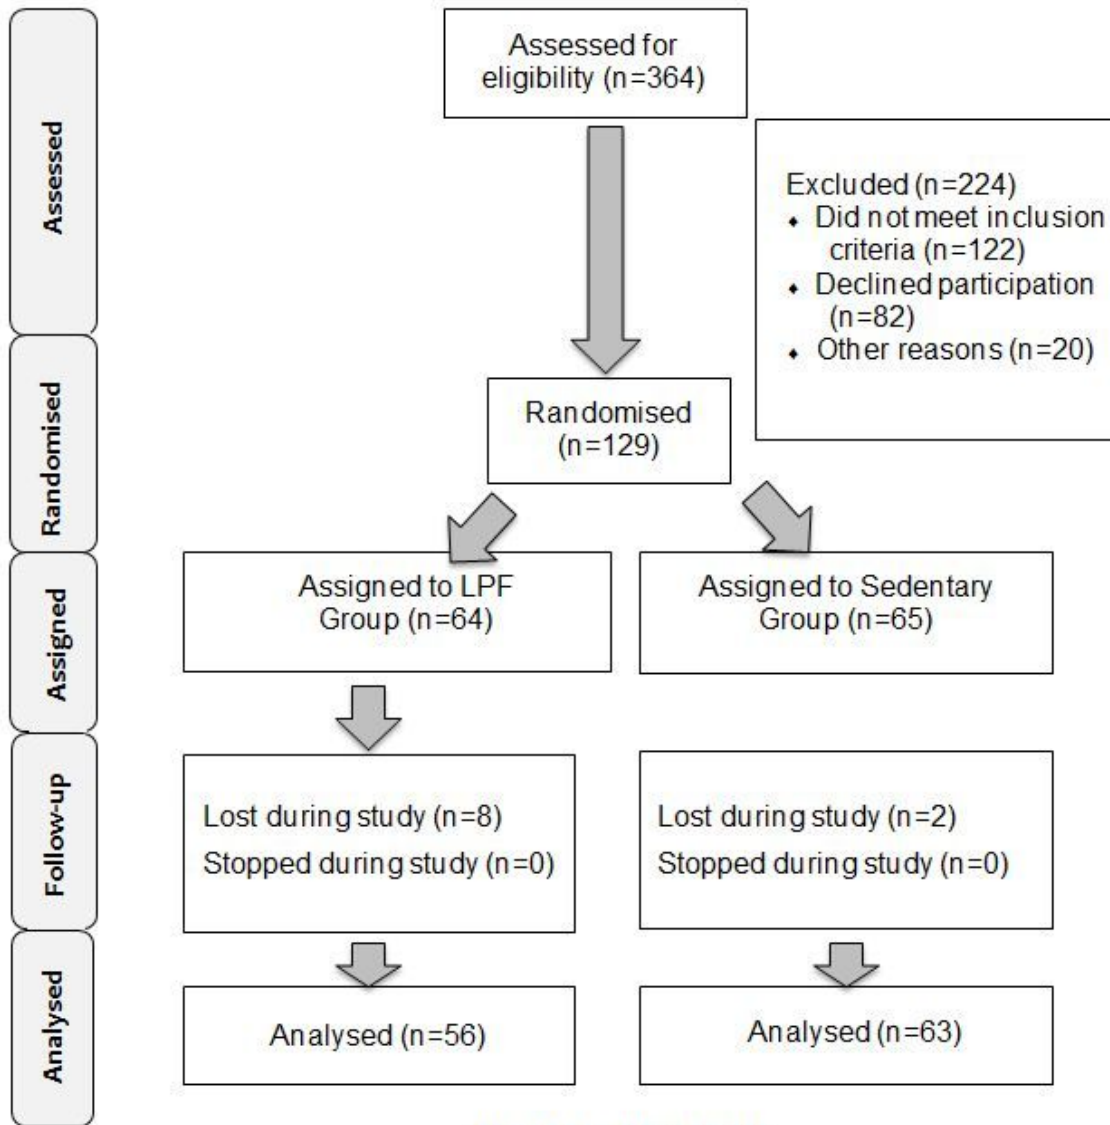 Assessed
Assessed for
eligibility (n=364)
Excluded (n=224)
⬥ Did not meet inclusion
criteria (n=122)
⬥ Declined participation
(n=82)
⬥ Other reasons (n=20)
Randomised
Randomised
(n=129)
Assigned
Assigned to LPF
Group (n=64)
Assigned to Sedentary
Group (n=65)
Follow-up
Lost during study (n=8)
Stopped during study (n=0)
Lost during study (n=2)
Stopped during study (n=0)
Analysed
Analysed (n=56)
Analysed (n=63)